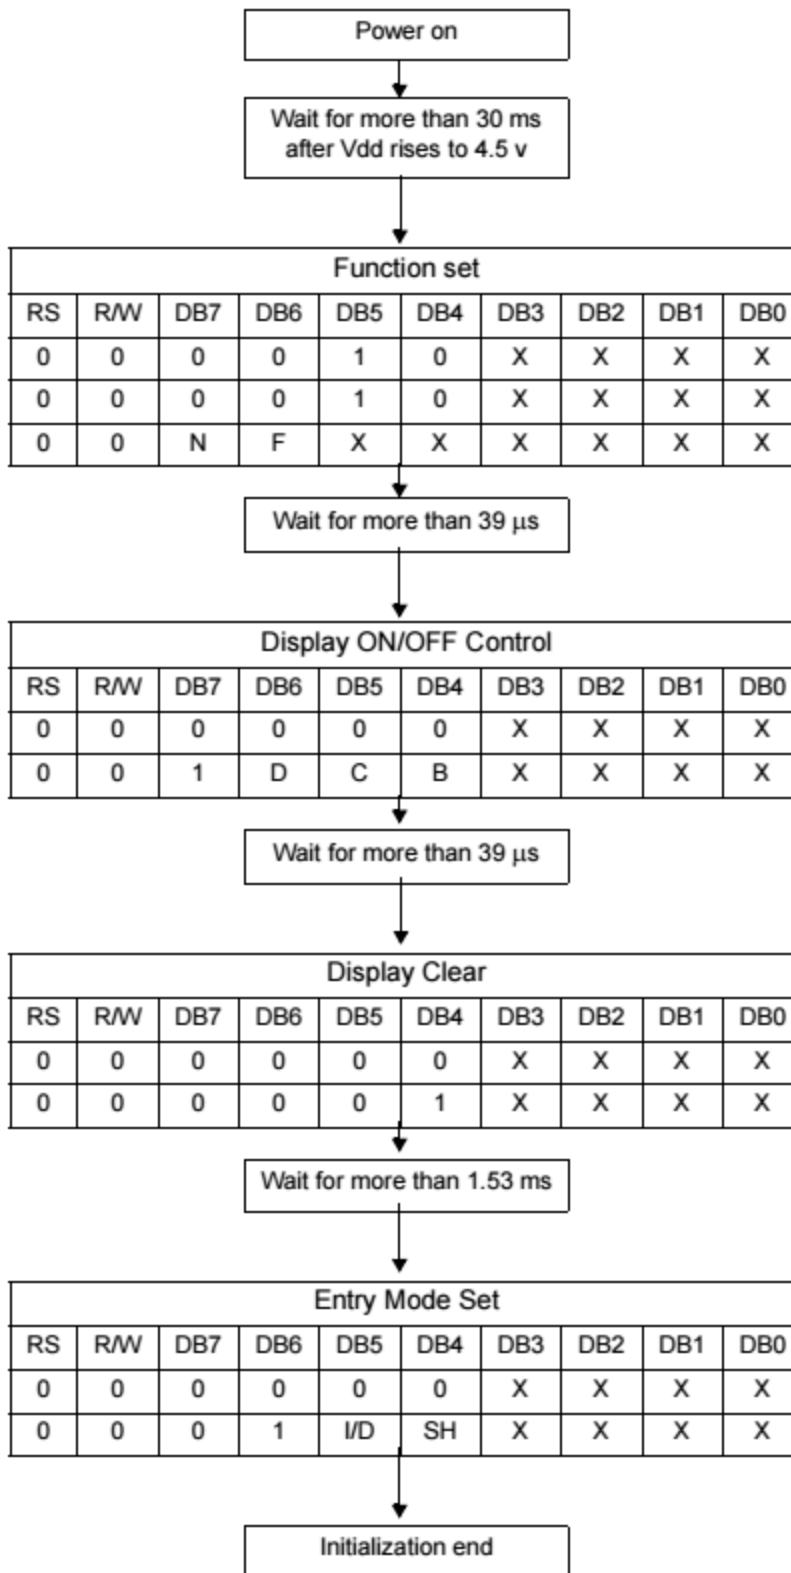 Power on
Wait for more than 30 ms
after Vdd rises to 4.5 v
Function set
RS R/W DB7 DB6 DB5 DB4 DB3 DB2 DB1 DB0
0 0 0 0 1 0 X X X X
0 0 0 0 1 0 X X X X
0 0 N F X X X X X X
Wait for more than 39 μs
Display ON/OFF Control
RS R/W DB7 DB6 DB5 DB4 DB3 DB2 DB1 DB0
0 0 0 0 0 0 X X X X
0 0 1 D C B X X X X
Wait for more than 39 μs
Display Clear
RS R/W DB7 DB6 DB5 DB4 DB3 DB2 DB1 DB0
0 0 0 0 0 0 X X X X
0 0 0 0 0 1 X X X X
Wait for more than 1.53 ms
Entry Mode Set
RS R/W DB7 DB6 DB5 DB4 DB3 DB2 DB1 DB0
0 0 0 0 0 0 X X X X
0 0 0 1 I/D SH X X X X
Initialization end